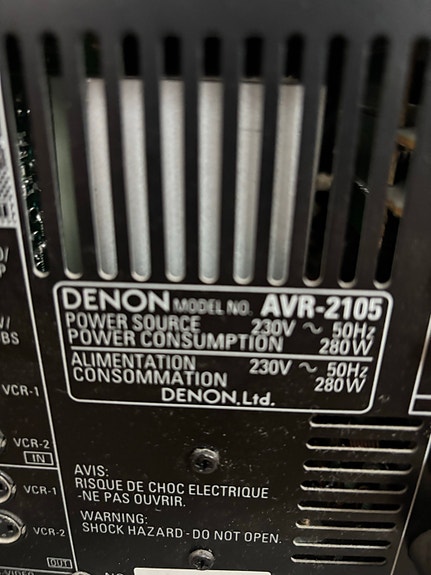 DENON MODEL NO. AVR-2105
POWER SOURCE 230V ~ 50Hz
POWER CONSUMPTION 280W
ALIMENTATION 230V ~ 50Hz
CONSOMMATION 280W
DENON, Ltd.
VCR-1
VCR-2
IN
AVIS:
RISQUE DE CHOC ELECTRIQUE
-NE PAS OUVRIR.
VCR-1
WARNING:
SHOCK HAZARD - DO NOT OPEN.
VCR-2
OUT